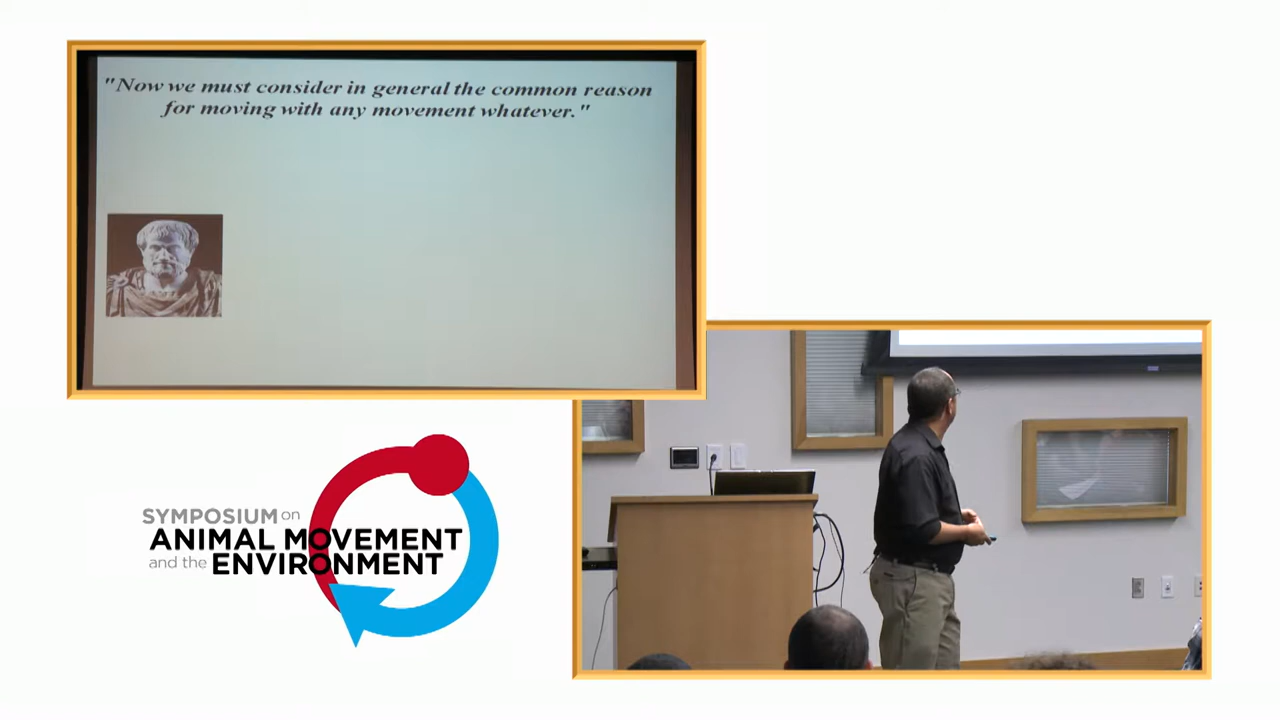 "Now we must consider in general the common reason
for moving with any movement whatever."
SYMPOSIUM on
ANIMAL MOVEMENT
and the ENVIRONMENT